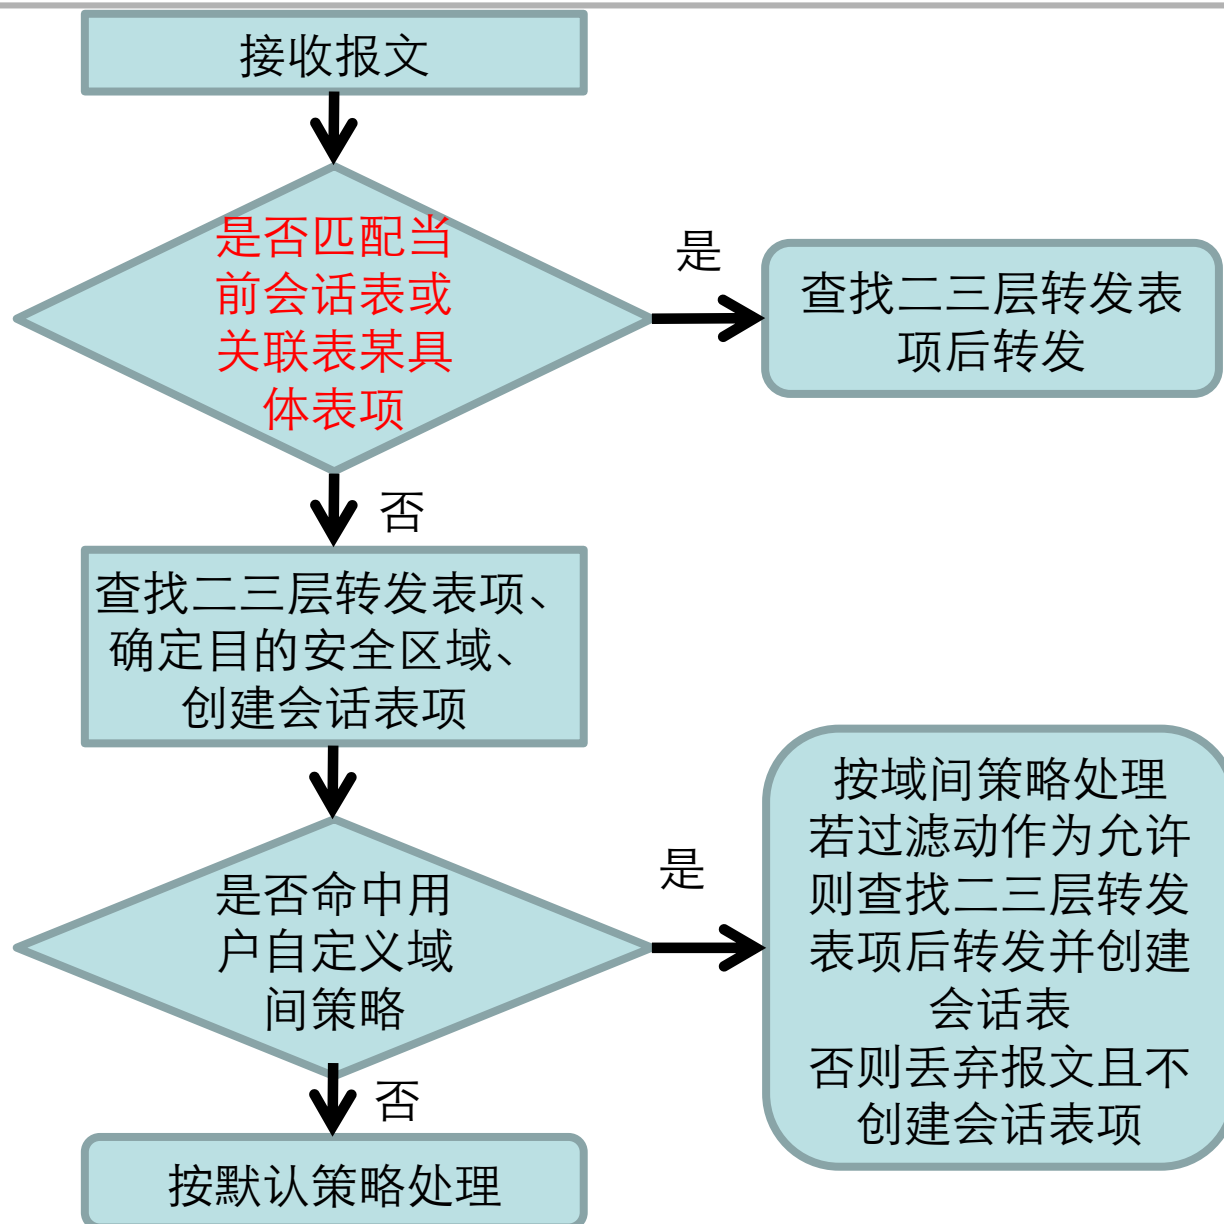 接收报文
是否匹配当
前会话表或
关联表某具
体表项
是
查找二三层转发表
项后转发
否
查找二三层转发表项、
确定目的安全区域、
创建会话表项
是否命中用
户自定义域
间策略
是
按域间策略处理
若过滤动作为允许
则查找二三层转发
表项后转发并创建
会话表
否则丢弃报文且不
创建会话表项
否
按默认策略处理